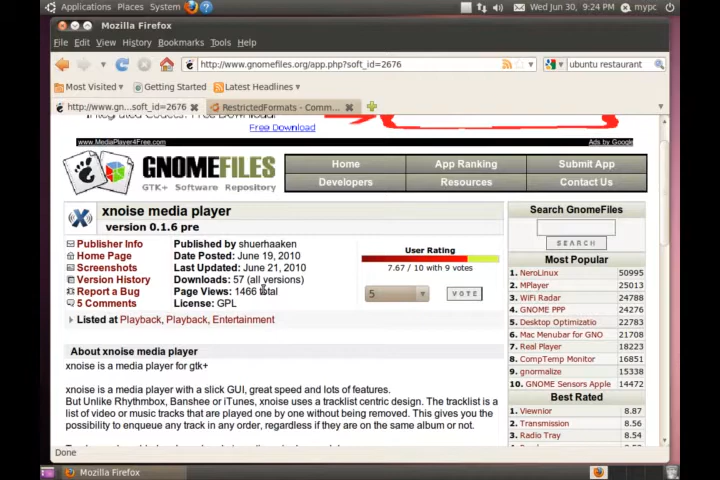 Applications Places System Wed Jun 30, 9:24 PM mypc
Mozilla Firefox
File Edit View History Bookmarks Tools Help
http://www.gnomefiles.org/app.php?soft_id=2676 ubuntu restaurant
Most Visited Getting Started Latest Headlines
http://www.gn...soft_id=2676 RestrictedFormats - Comm...
Free Download
www.MediaPlayer4Free.com Ads by Google
GNOMEFILES
GTK+ Software Repository
Home App Ranking Submit App
Developers Resources Contact Us
xnoise media player
version 0.1.6 pre
Publisher Info
Home Page
Screenshots
Version History
Report a Bug
5 Comments
Published by shuerhaaken
Date Posted: June 19, 2010
Last Updated: June 21, 2010
Downloads: 57 (all versions)
Page Views: 1466 total
License: GPL
User Rating
7.67 / 10 with 9 votes
5 VOTE
Listed at Playback, Playback, Entertainment
About xnoise media player
xnoise is a media player for gtk+
xnoise is a media player with a slick GUI, great speed and lots of features.
But Unlike Rhythmbox, Banshee or iTunes, xnoise uses a tracklist centric design. The tracklist is a
list of video or music tracks that are played one by one without being removed. This gives you the
possibility to enqueue any track in any order, regardless if they are on the same album or not.
Search GnomeFiles
SEARCH
Most Popular
1. NeroLinux 50995
2. MPlayer 25013
3. WiFi Radar 24788
4. GNOME PPP 24276
5. Desktop Optimizatio 22783
6. Mac Menubar for GNO 21708
7. Real Player 18223
8. CompTemp Monitor 16851
9. gnormalize 15338
10. GNOME Sensors Apple 14472
Best Rated
1. Viewnior 8.87
2. Transmission 8.56
3. Radio Tray 8.54
Done
Mozilla Firefox